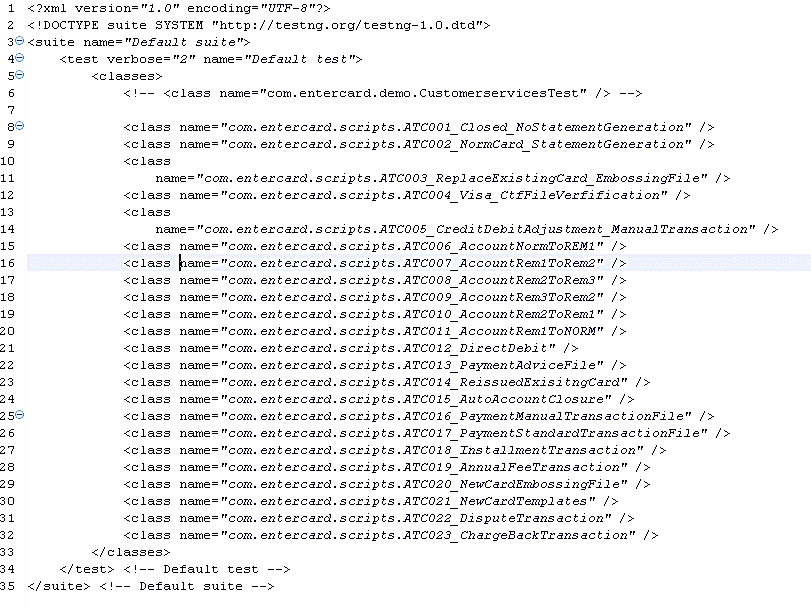 1 <?xml version="1.0" encoding="UTF-8"?>
2 <!DOCTYPE suite SYSTEM "http://testng.org/testng-1.0.dtd">
3 <suite name="Default suite">
4 <test verbose="2" name="Default test">
5 <classes>
6 <!-- <class name="com.entercard.demo.CustomerservicesTest" /> -->
7
8 <class name="com.entercard.scripts.ATC001_Closed_NoStatementGeneration" />
9 <class name="com.entercard.scripts.ATC002_NormCard_StatementGeneration" />
10 <class
11 name="com.entercard.scripts.ATC003_ReplaceExistingCard_EmbossingFile" />
12 <class name="com.entercard.scripts.ATC004_Visa_CtfFileVerfification" />
13 <class
14 name="com.entercard.scripts.ATC005_CreditDebitAdjustment_ManualTransaction" />
15 <class name="com.entercard.scripts.ATC006_AccountNormToREM1" />
16 <class name="com.entercard.scripts.ATC007_AccountRem1ToRem2" />
17 <class name="com.entercard.scripts.ATC008_AccountRem2ToRem3" />
18 <class name="com.entercard.scripts.ATC009_AccountRem3ToRem2" />
19 <class name="com.entercard.scripts.ATC010_AccountRem2ToRem1" />
20 <class name="com.entercard.scripts.ATC011_AccountRem1ToNORM" />
21 <class name="com.entercard.scripts.ATC012_DirectDebit" />
22 <class name="com.entercard.scripts.ATC013_PaymentAdviceFile" />
23 <class name="com.entercard.scripts.ATC014_ReissuedExisitngCard" />
24 <class name="com.entercard.scripts.ATC015_AutoAccountClosure" />
25 <class name="com.entercard.scripts.ATC016_PaymentManualTransactionFile" />
26 <class name="com.entercard.scripts.ATC017_PaymentStandardTransactionFile" />
27 <class name="com.entercard.scripts.ATC018_InstallmentTransaction" />
28 <class name="com.entercard.scripts.ATC019_AnnualFeeTransaction" />
29 <class name="com.entercard.scripts.ATC020_NewCardEmbossingFile" />
30 <class name="com.entercard.scripts.ATC021_NewCardTemplates" />
31 <class name="com.entercard.scripts.ATC022_DisputeTransaction" />
32 <class name="com.entercard.scripts.ATC023_ChargeBackTransaction" />
33 </classes>
34 </test> <!-- Default test -->
35 </suite> <!-- Default suite -->